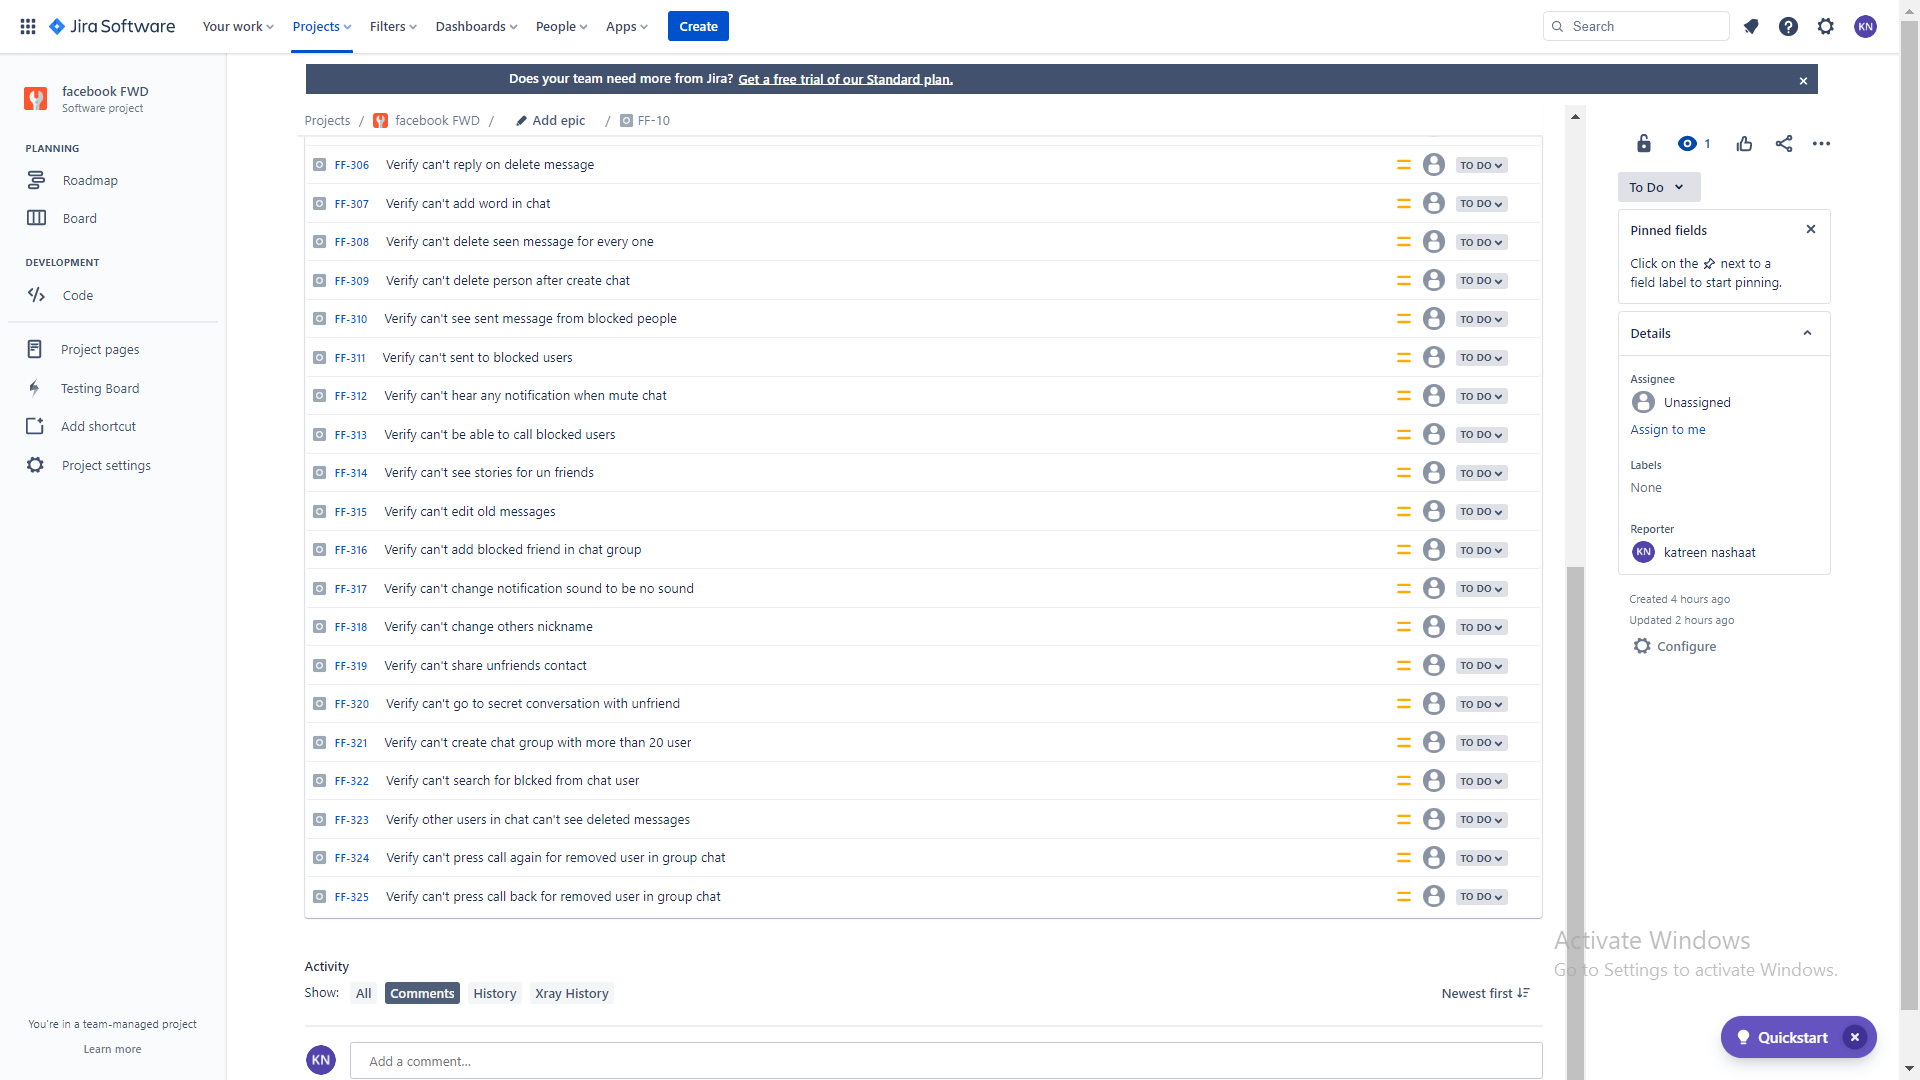 Jira Software
Your work
Projects
Filters
Dashboards
People
Apps
Create
Search
KN
facebook FWD
Software project
PLANNING
Roadmap
Board
DEVELOPMENT
Code
Project pages
Testing Board
Add shortcut
Project settings
You're in a team-managed project
Learn more
Does your team need more from Jira? Get a free trial of our Standard plan.
Projects / facebook FWD / Add epic / FF-10
FF-306 Verify can't reply on delete message TO DO
FF-307 Verify can't add word in chat TO DO
FF-308 Verify can't delete seen message for every one TO DO
FF-309 Verify can't delete person after create chat TO DO
FF-310 Verify can't see sent message from blocked people TO DO
FF-311 Verify can't sent to blocked users TO DO
FF-312 Verify can't hear any notification when mute chat TO DO
FF-313 Verify can't be able to call blocked users TO DO
FF-314 Verify can't see stories for un friends TO DO
FF-315 Verify can't edit old messages TO DO
FF-316 Verify can't add blocked friend in chat group TO DO
FF-317 Verify can't change notification sound to be no sound TO DO
FF-318 Verify can't change others nickname TO DO
FF-319 Verify can't share unfriends contact TO DO
FF-320 Verify can't go to secret conversation with unfriend TO DO
FF-321 Verify can't create chat group with more than 20 user TO DO
FF-322 Verify can't search for blcked from chat user TO DO
FF-323 Verify other users in chat can't see deleted messages TO DO
FF-324 Verify can't press call again for removed user in group chat TO DO
FF-325 Verify can't press call back for removed user in group chat TO DO
Activity
Show: All Comments History Xray History Newest first
KN Add a comment...
1
To Do
Pinned fields
Click on the next to a
field label to start pinning.
Details
Assignee
Unassigned
Assign to me
Labels
None
Reporter
KN katreen nashaat
Created 4 hours ago
Updated 2 hours ago
Configure
Activate Windows
Go to Settings to activate Windows.
Quickstart